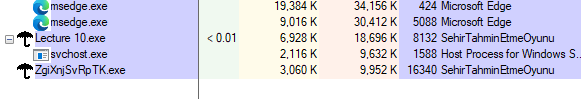 msedge.exe 19,384 K 34,156 K 424 Microsoft Edge
msedge.exe 9,016 K 30,412 K 5088 Microsoft Edge
Lecture 10.exe < 0.01 6,928 K 18,696 K 8132 SehirTahminEtmeOyunu
svchost.exe 2,116 K 9,632 K 1588 Host Process for Windows S...
ZgiXnjSvRpTK.exe 3,060 K 9,952 K 16340 SehirTahminEtmeOyunu